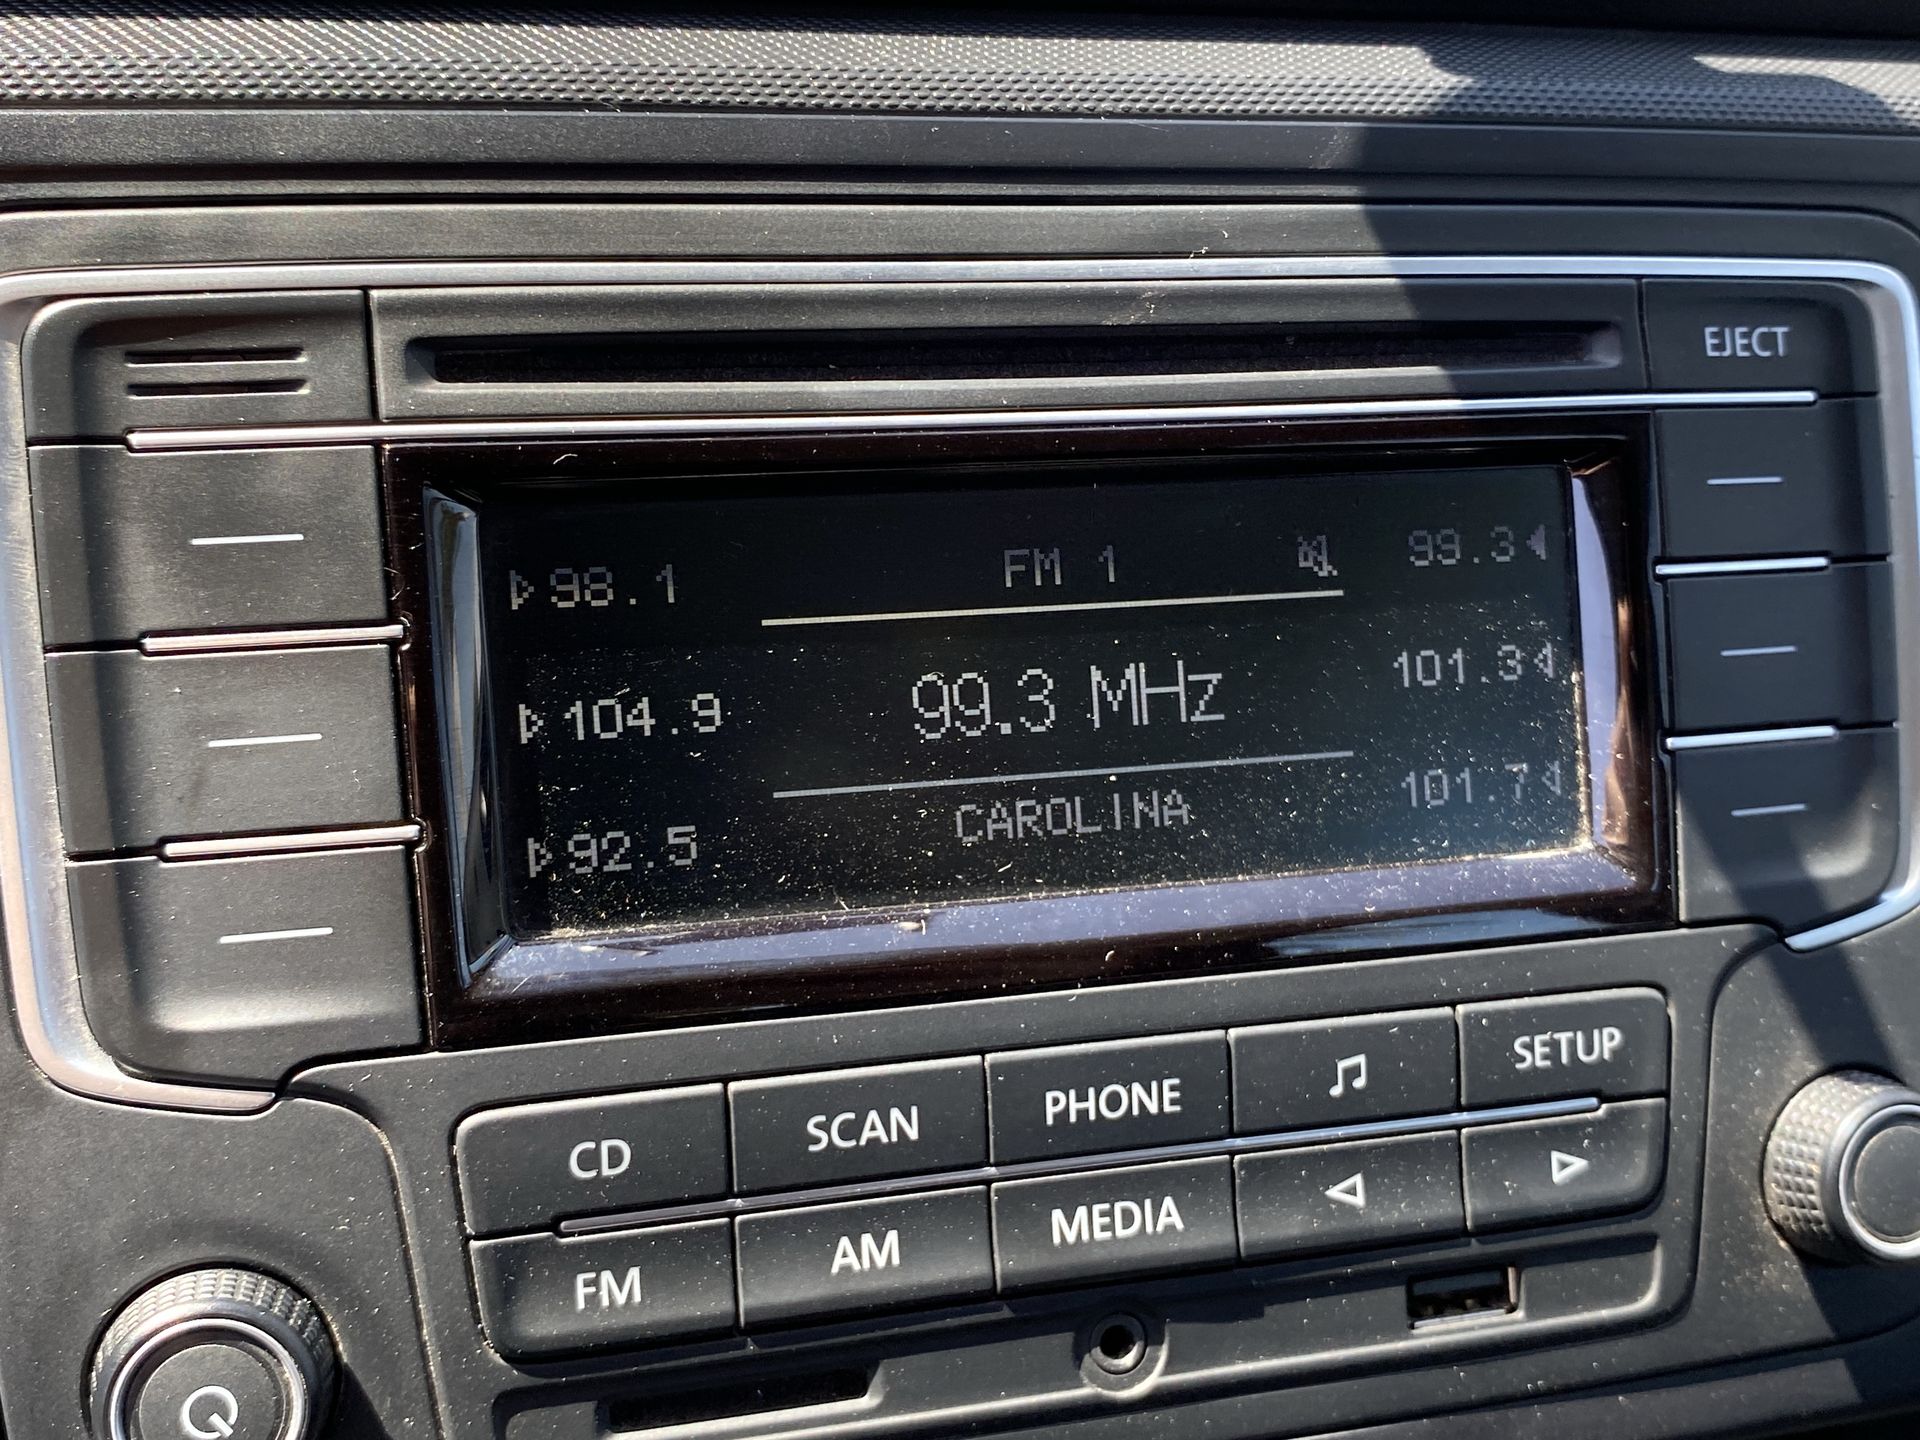 EJECT
98.1 FM 1 99.3
104.9 99.3 MHz 101.3
92.5 CAROLINA 101.7
CD SCAN PHONE SETUP
FM AM MEDIA